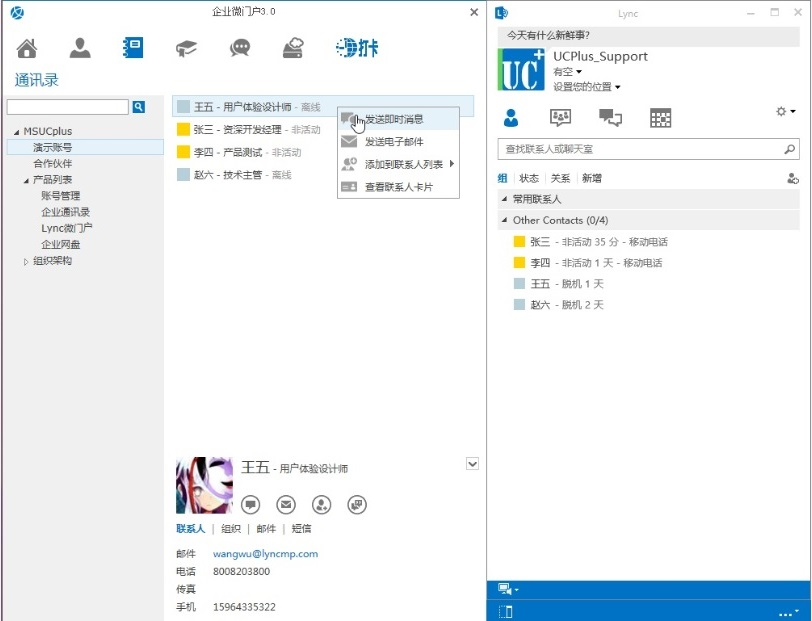 企业微门户3.0
打卡
通讯录
MSUCplus
演示账号
合作伙伴
产品列表
账号管理
企业通讯录
Lync微门户
企业网盘
组织架构
王五 - 用户体验设计师 - 离线
张三 - 资深开发经理 - 非活动
李四 - 产品测试 - 非活动
赵六 - 技术主管 - 离线
发送即时消息
发送电子邮件
添加到联系人列表
查看联系人卡片
王五 - 用户体验设计师
联系人 | 组织 | 邮件 | 短信
邮件 wangwu@lyncmp.com
电话 8008203800
传真
手机 15964335322
Lync
今天有什么新鲜事?
UC+
UCPlus_Support
有空
设置您的位置
查找联系人或聊天室
组 状态 关系 新增
常用联系人
Other Contacts (0/4)
张三 - 非活动 35 分 - 移动电话
李四 - 非活动 1 天 - 移动电话
王五 - 脱机 1 天
赵六 - 脱机 2 天